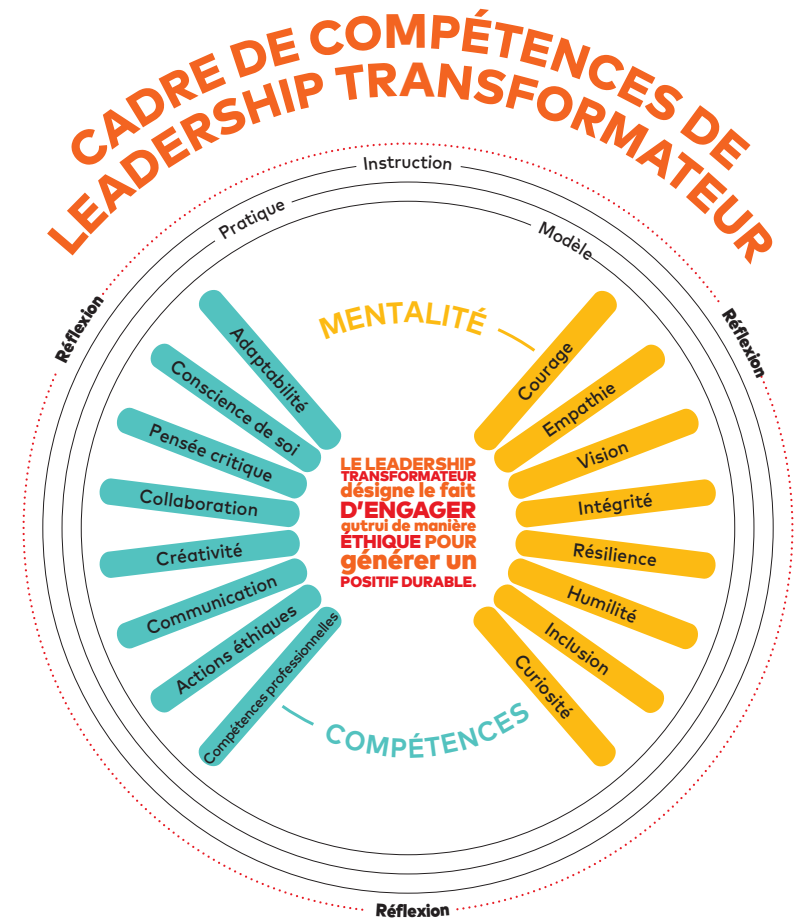 CADRE DE COMPÉTENCES DE
LEADERSHIP TRANSFORMATEUR
Instruction
Pratique
Modèle
Réflexion
Réflexion
MENTALITÉ
Adaptabilité
Conscience de soi
Pensée critique
Collaboration
Créativité
Communication
Actions éthiques
Compétences professionnelles
LE LEADERSHIP
TRANSFORMATEUR
désigne le fait
D'ENGAGER
gutrui de manière
ÉTHIQUE POUR
générer un
POSITIF DURABLE.
Courage
Empathie
Vision
Intégrité
Résilience
Humilité
Inclusion
Curiosité
COMPÉTENCES
Réflexion